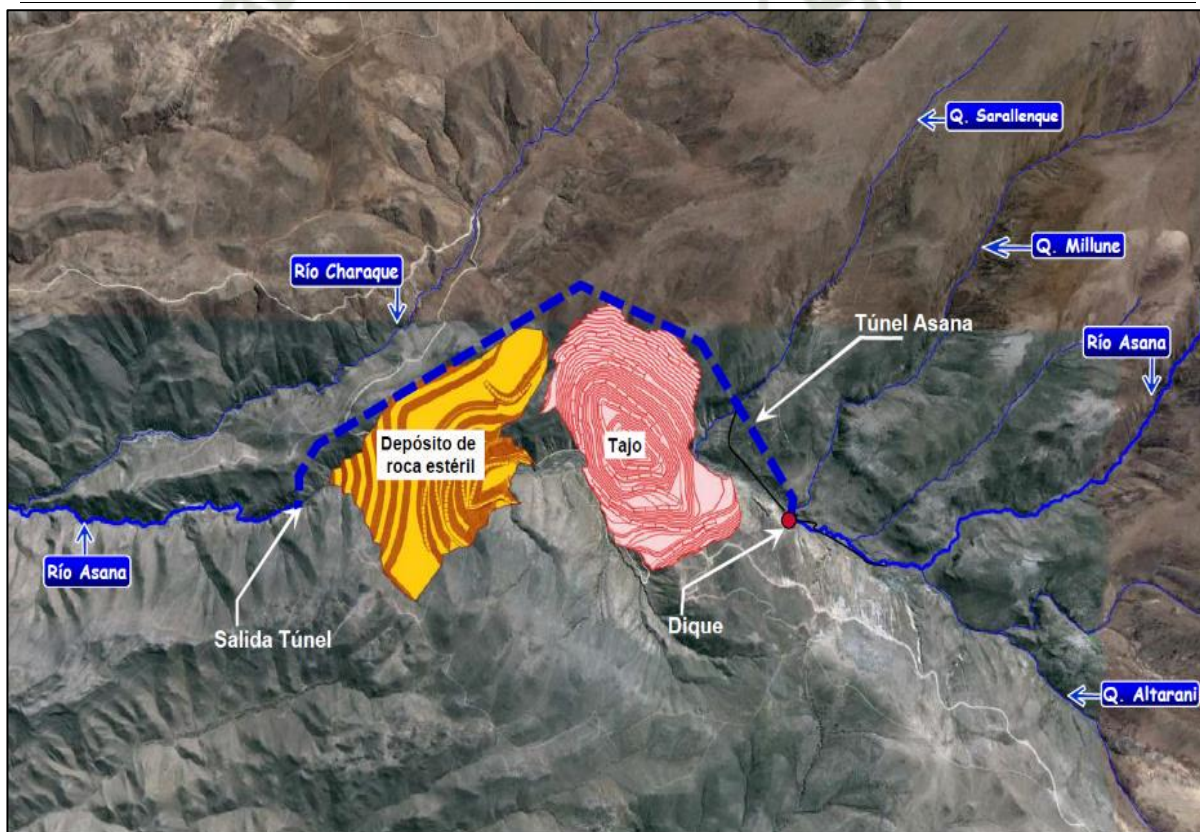 Q. Sarallenque
Q. Millune
Río Charaque
Túnel Asana
Río Asana
Depósito de
roca estéril
Tajo
Río Asana
Salida Túnel
Dique
Q. Altarani